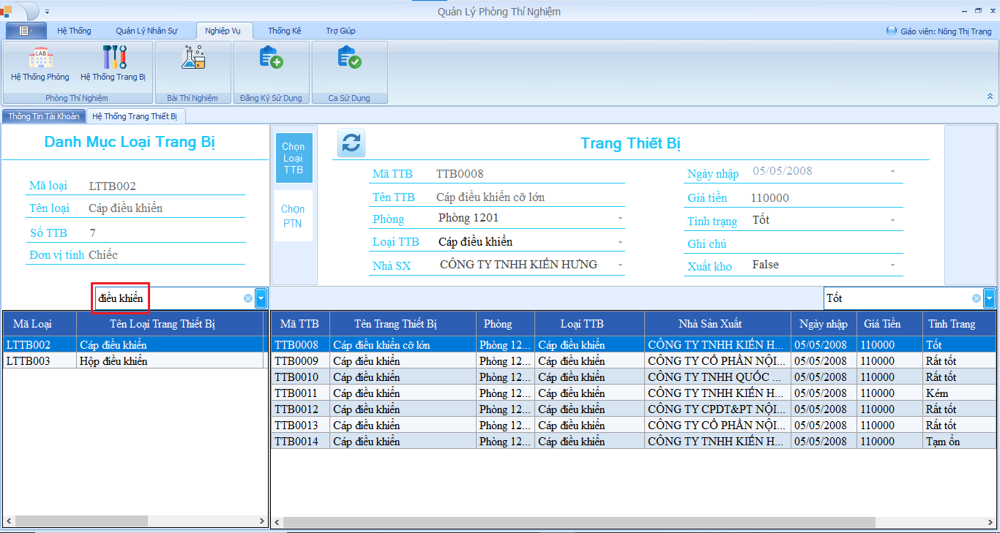 Quản Lý Phòng Thí Nghiệm
Hệ Thống
Quản Lý Nhân Sự
Nghiệp Vụ
Thống Kê
Trợ Giúp
Giáo viên: Nông Thị Trang
LAB
Hệ Thống Phòng
Hệ Thống Trang Bị
Phòng Thí Nghiệm
Bài Thí Nghiệm
Đăng Ký Sử Dụng
Ca Sử Dụng
Thông Tin Tài Khoản
Hệ Thống Trang Thiết Bị
Danh Mục Loại Trang Bị
Mã loại LTTB002
Tên loại Cáp điều khiển
Số TTB 7
Đơn vị tính Chiếc
điều khiển
Mã Loại Tên Loại Trang Thiết Bị
LTTB002 Cáp điều khiển
LTTB003 Hộp điều khiển
Chọn
Loại
TTB
Chọn
PTN
Trang Thiết Bị
Mã TTB TTB0008
Tên TTB Cáp điều khiển cỡ lớn
Phòng Phòng 1201
Loại TTB Cáp điều khiển
Nhà SX CÔNG TY TNHH KIẾN HƯNG
Ngày nhập 05/05/2008
Giá tiền 110000
Tình trạng Tốt
Ghi chú
Xuất kho False
Tốt
Mã TTB Tên Trang Thiết Bị Phòng Loại TTB Nhà Sản Xuất Ngày nhập Giá Tiền Tình Trạng
TTB0008 Cáp điều khiển cỡ lớn Phòng 12... Cáp điều khiển CÔNG TY TNHH KIẾN H... 05/05/2008 110000 Tốt
TTB0009 Cáp điều khiển Phòng 12... Cáp điều khiển CÔNG TY CỔ PHẦN NỘI... 05/05/2008 110000 Rất tốt
TTB0010 Cáp điều khiển Phòng 12... Cáp điều khiển CÔNG TY TNHH QUỐC ... 05/05/2008 110000 Rất tốt
TTB0011 Cáp điều khiển Phòng 12... Cáp điều khiển CÔNG TY TNHH KIẾN H... 05/05/2008 110000 Kém
TTB0012 Cáp điều khiển Phòng 12... Cáp điều khiển CÔNG TY CPDT&PT NỘI... 05/05/2008 110000 Rất tốt
TTB0013 Cáp điều khiển Phòng 12... Cáp điều khiển CÔNG TY CỔ PHẦN NỘI... 05/05/2008 110000 Rất tốt
TTB0014 Cáp điều khiển Phòng 12... Cáp điều khiển CÔNG TY TNHH KIẾN H... 05/05/2008 110000 Tạm ổn